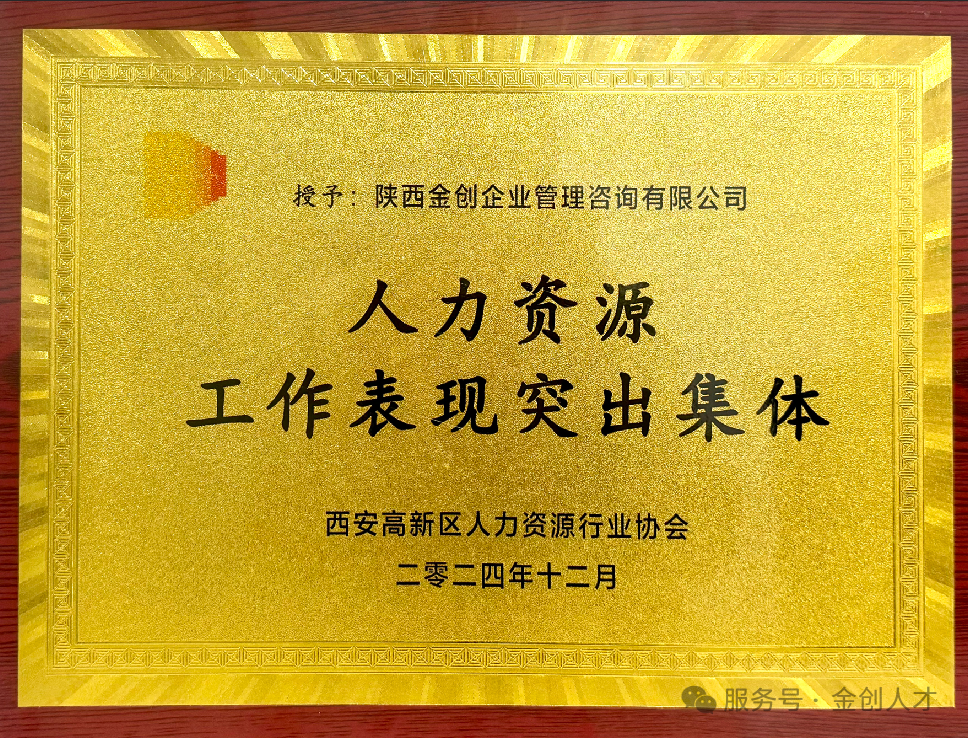 授予：陕西金创企业管理咨询有限公司
人力资源
工作表现突出集体
西安高新区人力资源行业协会
二零二四年十二月
服务号·金创人才